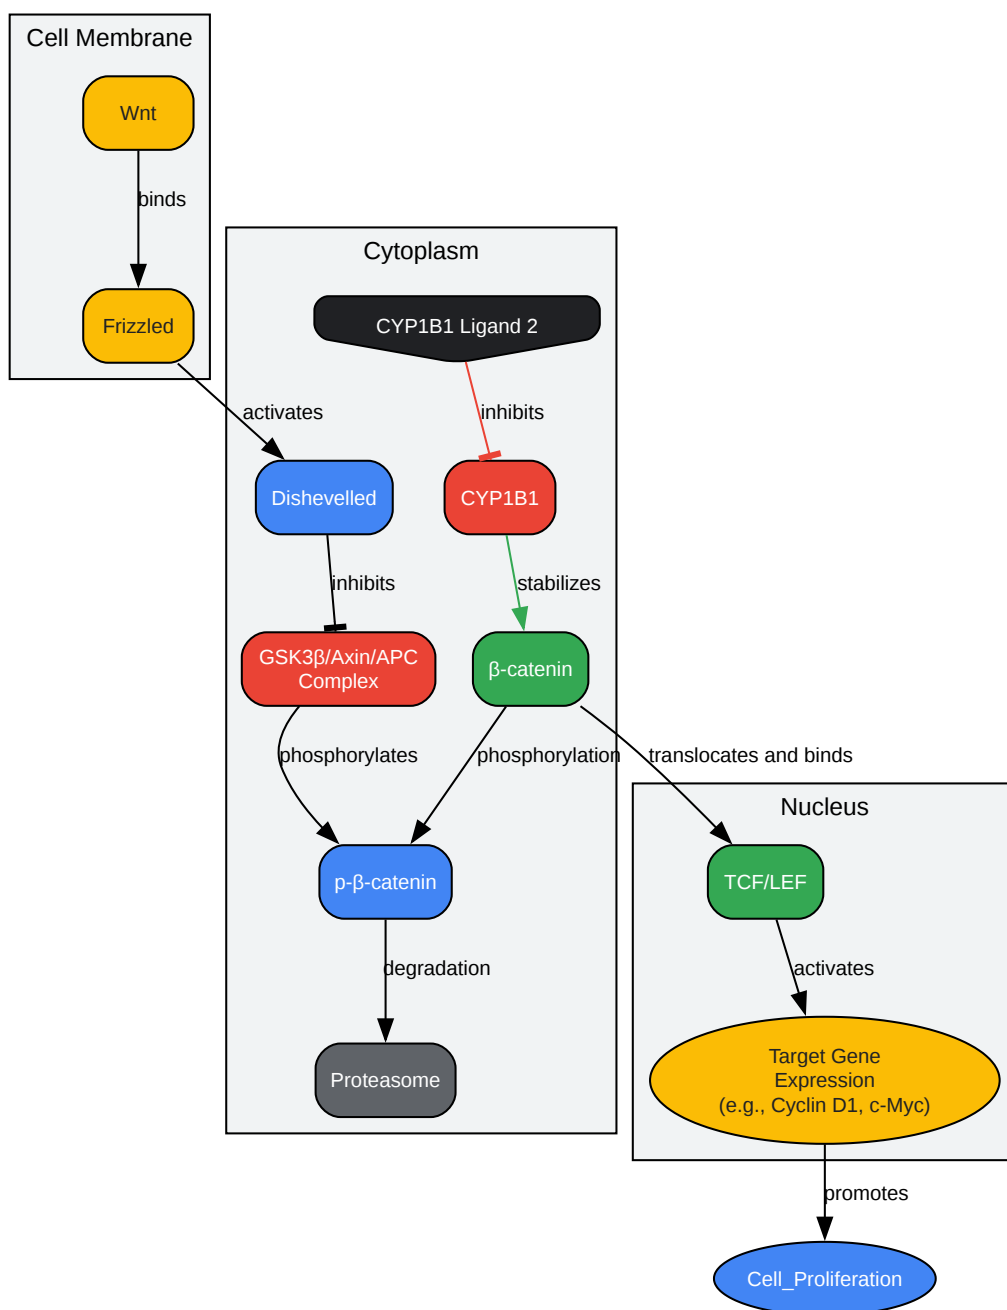 Cell Membrane
Wnt
binds
Frizzled
Cytoplasm
CYP1B1 Ligand 2
activates
inhibits
Dishevelled
CYP1B1
inhibits
stabilizes
GSK3β/Axin/APC
Complex
β-catenin
phosphorylates
phosphorylation
translocates and binds
Nucleus
p-β-catenin
TCF/LEF
degradation
activates
Proteasome
Target Gene
Expression
(e.g., Cyclin D1, c-Myc)
promotes
Cell_Proliferation